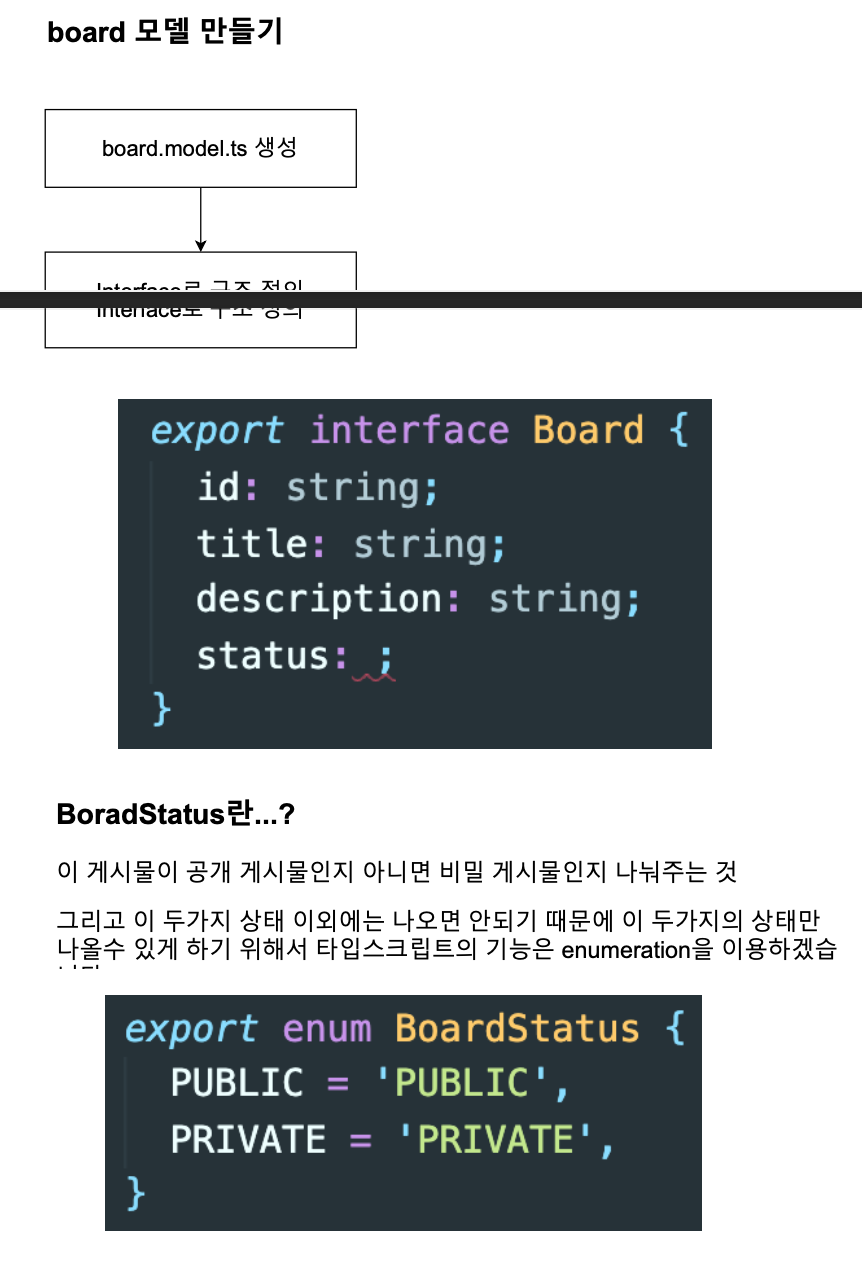 board 모델 만들기
board.model.ts 생성
Interface로 구조 정의
export interface Board {
id: string;
title: string;
description: string;
status: ;
}
BoradStatus란...?
이 게시물이 공개 게시물인지 아니면 비밀 게시물인지 나눠주는 것
그리고 이 두가지 상태 이외에는 나오면 안되기 때문에 이 두가지의 상태만
나올수 있게 하기 위해서 타입스크립트의 기능은 enumeration을 이용하겠습
export enum BoardStatus {
PUBLIC = 'PUBLIC',
PRIVATE = 'PRIVATE',
}